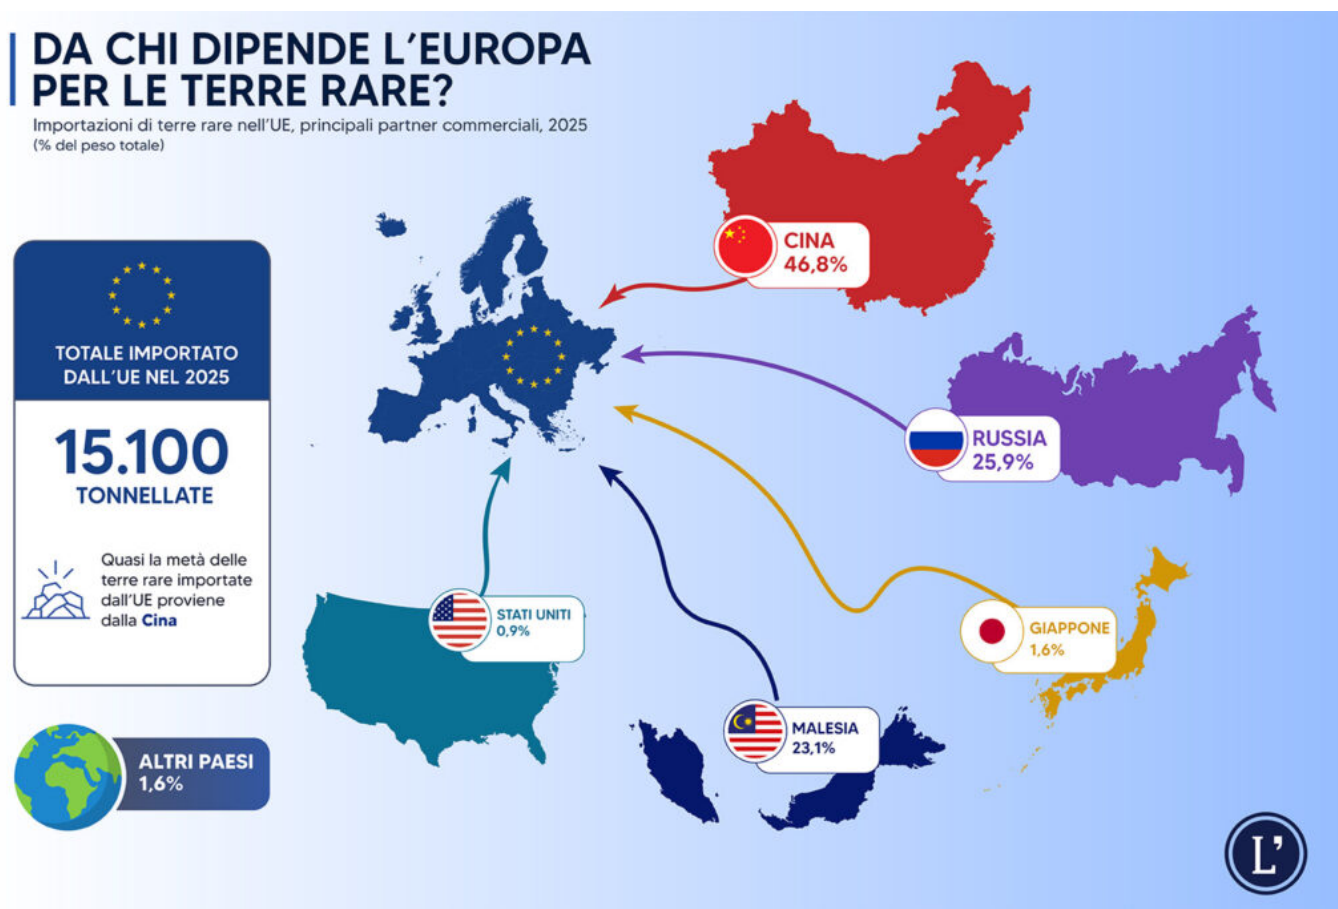 DA CHI DIPENDE L'EUROPA
PER LE TERRE RARE?
Importazioni di terre rare nell'UE, principali partner commerciali, 2025
(% del peso totale)
TOTALE IMPORTATO
DALL'UE NEL 2025
15.100
TONNELLATE
Quasi la metà delle
terre rare importate
dall'UE proviene
dalla Cina
ALTRI PAESI
1,6%
CINA
46,8%
RUSSIA
25,9%
GIAPPONE
1,6%
MALESIA
23,1%
STATI UNITI
0,9%
L'